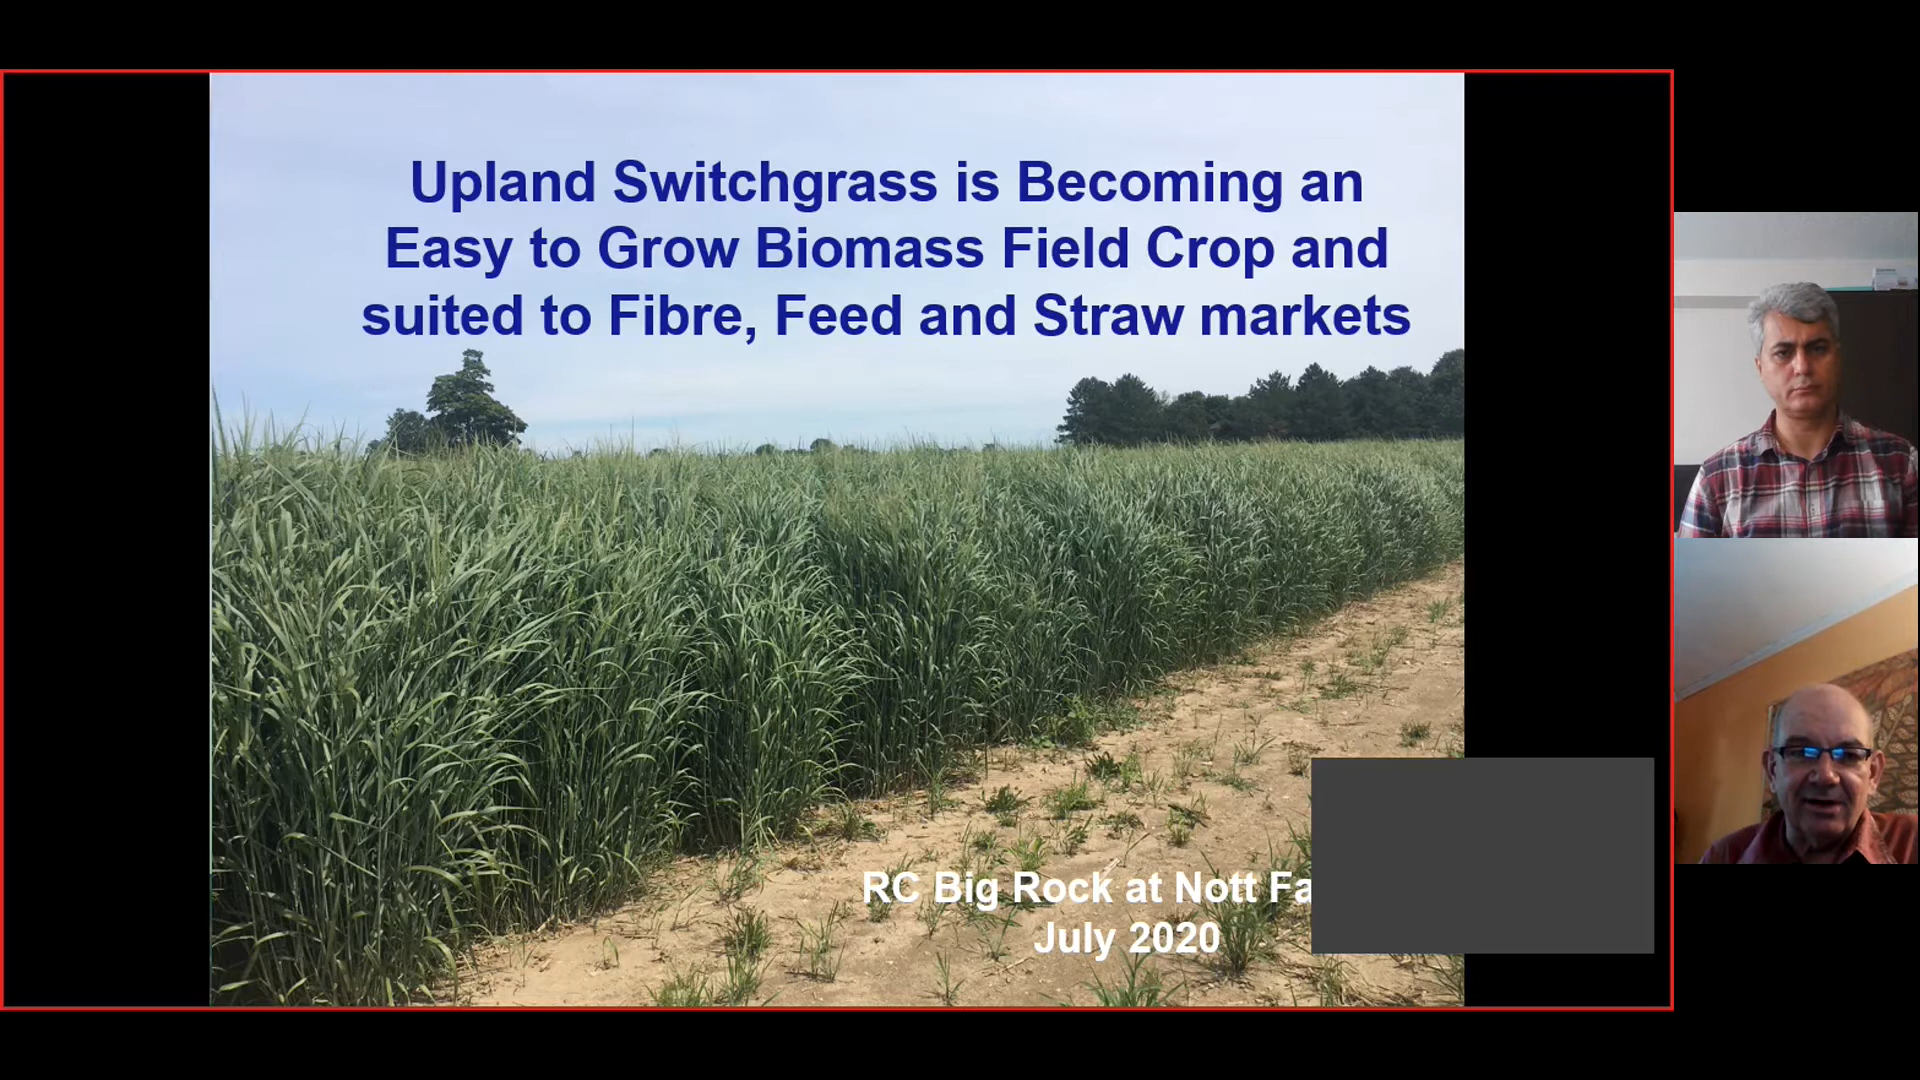 Upland Switchgrass is Becoming an
Easy to Grow Biomass Field Crop and
suited to Fibre, Feed and Straw markets
RC Big Rock at Nott
July 2020